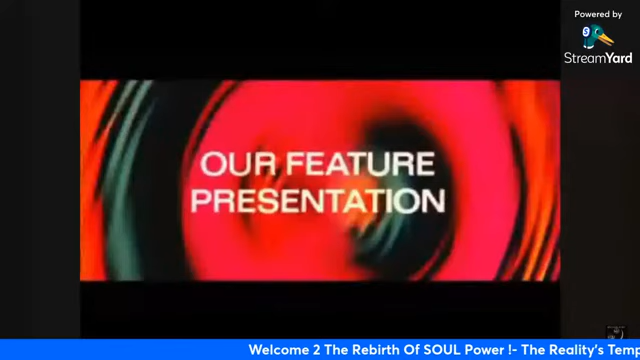 Powered by
StreamYard
OUR FEATURE
PRESENTATION
Welcome 2 The Rebirth Of SOUL Power !- The Reality's Temp